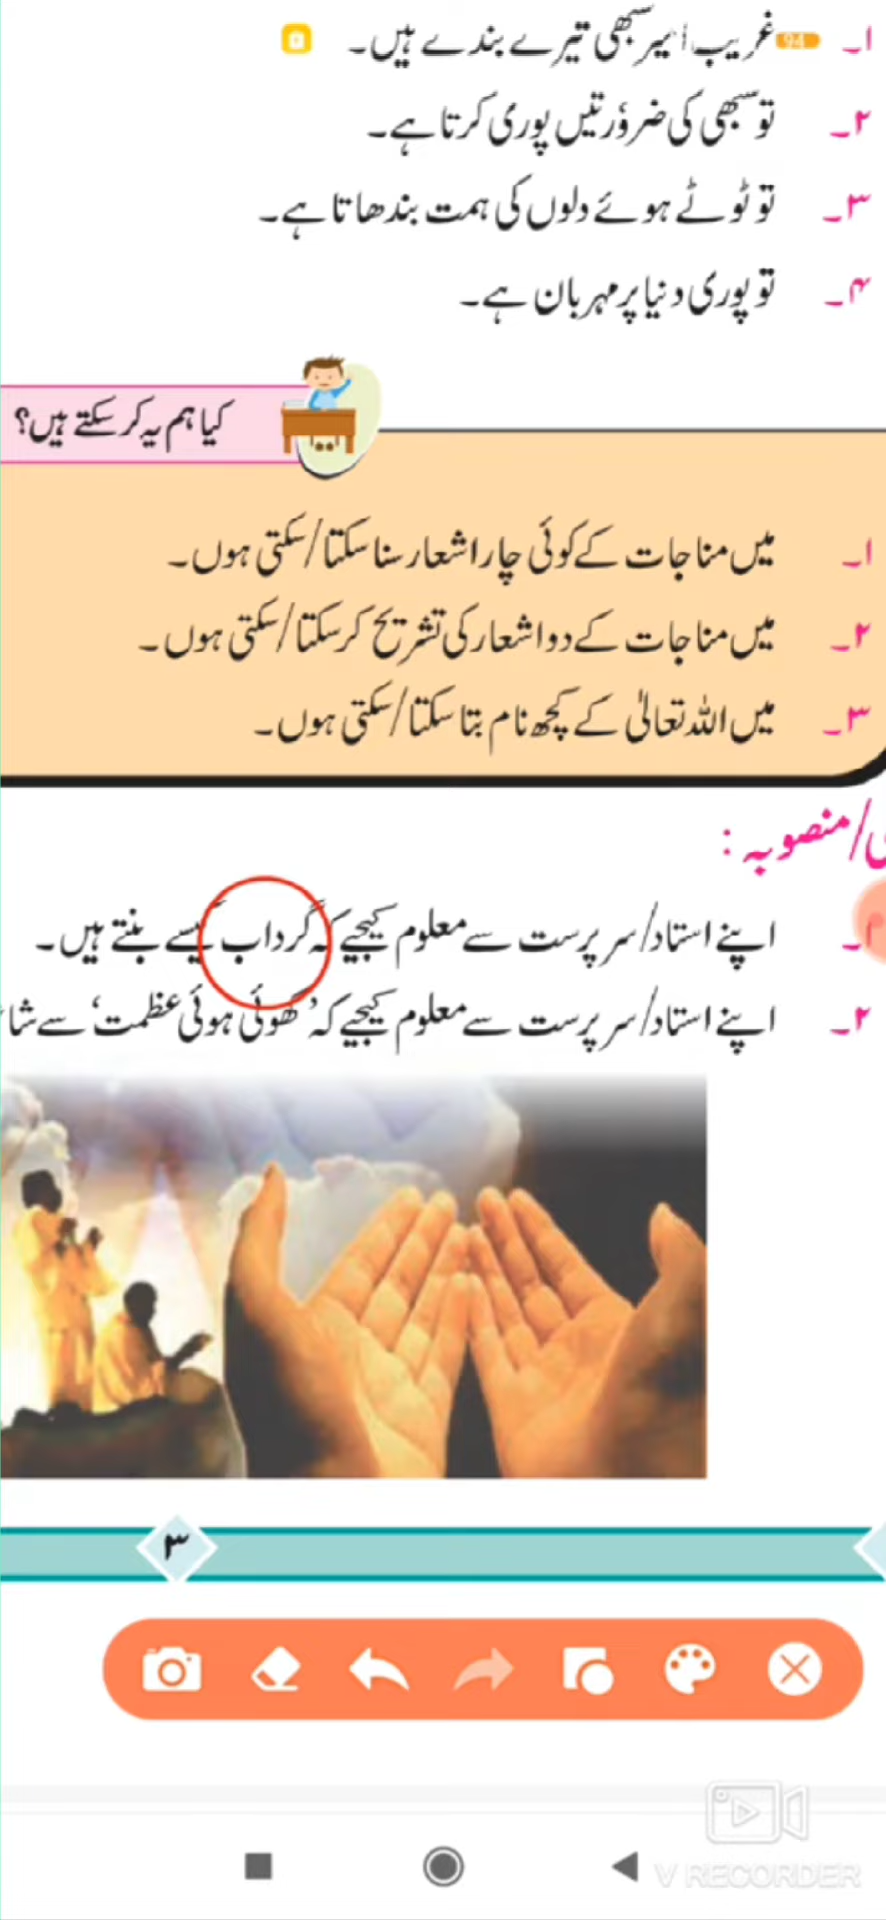 ۱۔ غریب امیر سبھی تیرے بندے ہیں۔
94
۲۔ تو سبھی کی ضرورتیں پوری کرتا ہے۔
۳۔ تو ٹوٹے ہوئے دلوں کی ہمت بندھاتا ہے۔
۴۔ تو پوری دنیا پر مہربان ہے۔
کیا ہم یہ کر سکتے ہیں؟
۱۔ میں مناجات کے کوئی چار اشعار سنا سکتا/سکتی ہوں۔
۲۔ میں مناجات کے دو اشعار کی تشریح کر سکتا/سکتی ہوں۔
۳۔ میں اللہ تعالیٰ کے کچھ نام بتا سکتا/سکتی ہوں۔
/منصوبہ :
۱۔ اپنے استاد/سرپرست سے معلوم کیجیے کہ گرداب کیسے بنتے ہیں۔
۲۔ اپنے استاد/سرپرست سے معلوم کیجیے کہ ’کھوئی ہوئی عظمت‘ سے
۳
V RECORDER